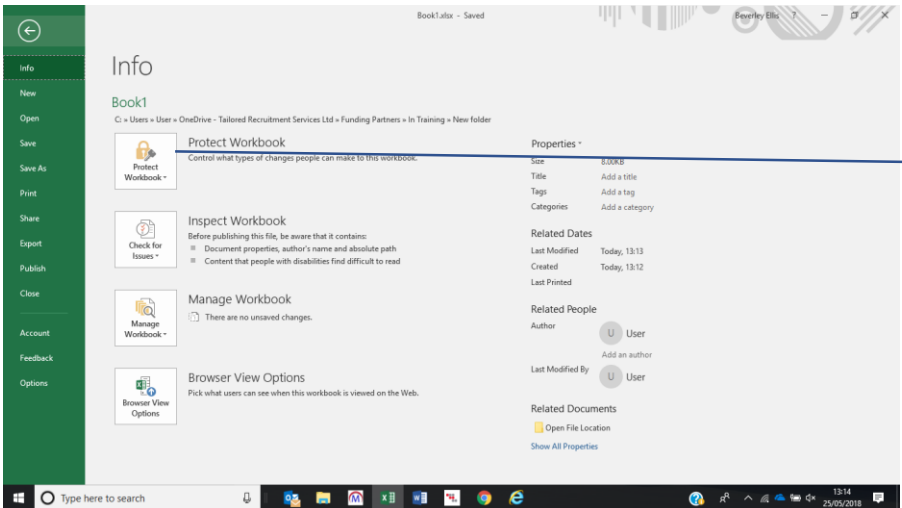 Book1.xlsx - Saved
Beverley Ellis
?
Info
New
Open
Save
Save As
Print
Share
Export
Publish
Close
Account
Feedback
Options
Info
Book1
C: » Users » User » OneDrive - Tailored Recruitment Services Ltd » Funding Partners » In Training » New folder
Protect
Workbook
Protect Workbook
Control what types of changes people can make to this workbook.
Check for
Issues
Inspect Workbook
Before publishing this file, be aware that it contains:
Document properties, author's name and absolute path
Content that people with disabilities find difficult to read
Manage
Workbook
Manage Workbook
There are no unsaved changes.
Browser View
Options
Browser View Options
Pick what users can see when this workbook is viewed on the Web.
Properties
Size 8.00KB
Title Add a title
Tags Add a tag
Categories Add a category
Related Dates
Last Modified Today, 13:13
Created Today, 13:12
Last Printed
Related People
Author U User
Add an author
Last Modified By U User
Related Documents
Open File Location
Show All Properties
Type here to search
13:14
25/05/2018